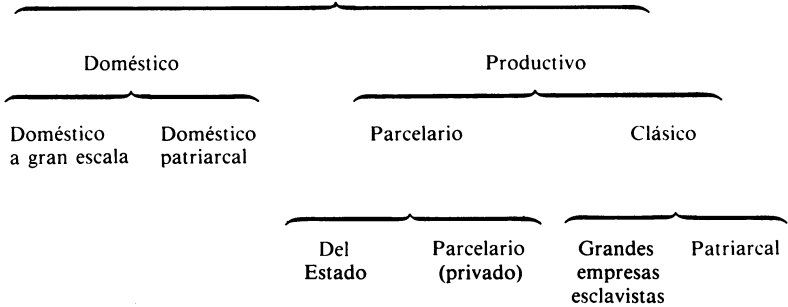 Doméstico Productivo
Doméstico a gran escala
Doméstico patriarcal
Parcelario Clásico
Del Estado
Parcelario (privado)
Grandes empresas esclavistas
Patriarcal